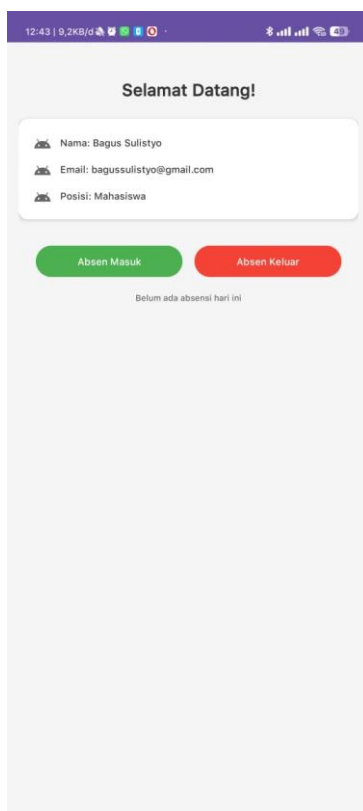 12:43 | 9,2KB/d
49
Selamat Datang!
Nama: Bagus Sulistyo
Email: bagussulistyo@gmail.com
Posisi: Mahasiswa
Absen Masuk Absen Keluar
Belum ada absensi hari ini